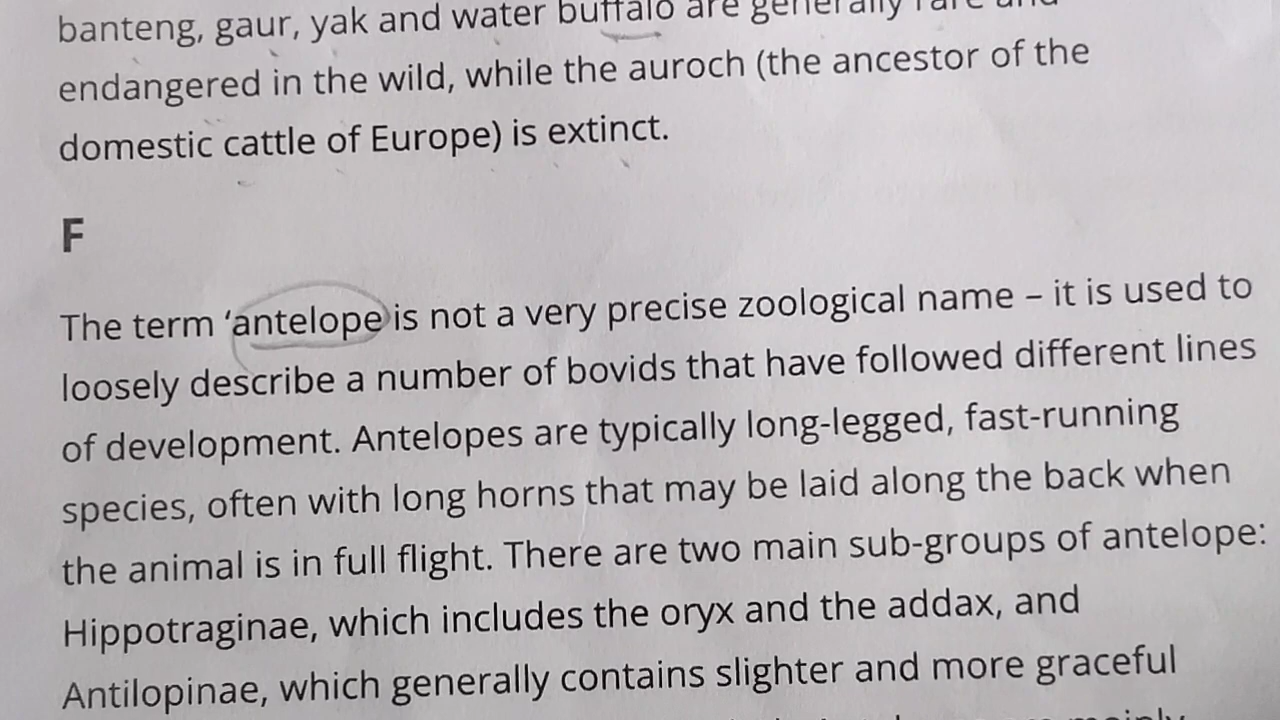 banteng, gaur, yak and water buffalo are generally rare and
endangered in the wild, while the auroch (the ancestor of the
domestic cattle of Europe) is extinct.
F
The term ‘antelope is not a very precise zoological name – it is used to
loosely describe a number of bovids that have followed different lines
of development. Antelopes are typically long-legged, fast-running
species, often with long horns that may be laid along the back when
the animal is in full flight. There are two main sub-groups of antelope:
Hippotraginae, which includes the oryx and the addax, and
Antilopinae, which generally contains slighter and more graceful
mainly